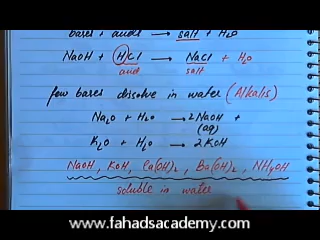 bases + acids → salt + H₂O
NaOH + HCl → NaCl + H₂O
acid salt
few bases dissolve in water (Alkalis)
Na₂O + H₂O → 2NaOH +
(aq)
K₂O + H₂O → 2KOH
NaOH, KOH, Ca(OH)₂, Ba(OH)₂, NH₄OH
soluble in water
www.fahadsacademy.com